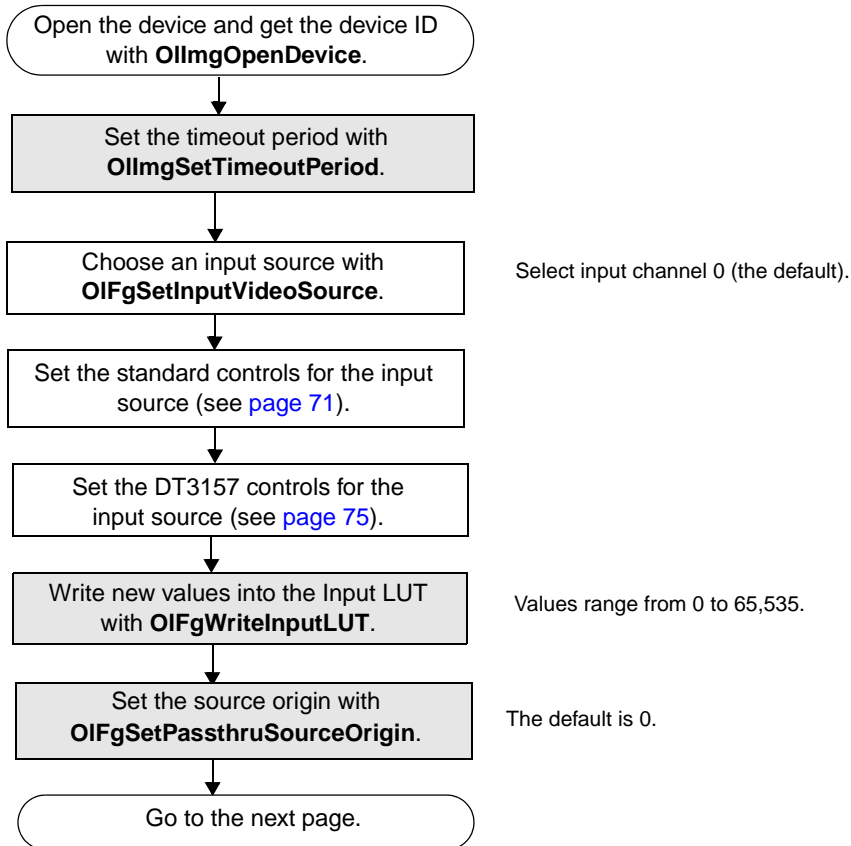 Open the device and get the device ID
with OlImgOpenDevice.
Set the timeout period with
OlImgSetTimeoutPeriod.
Choose an input source with
OlFgSetInputVideoSource.
Select input channel 0 (the default).
Set the standard controls for the input
source (see page 71).
Set the DT3157 controls for the
input source (see page 75).
Write new values into the Input LUT
with OlFgWriteInputLUT.
Values range from 0 to 65,535.
Set the source origin with
OlFgSetPassthruSourceOrigin.
The default is 0.
Go to the next page.